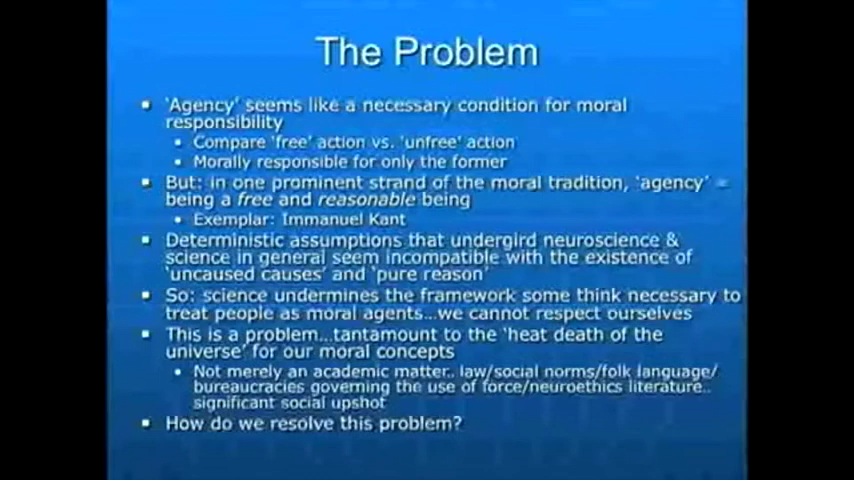 The Problem
'Agency' seems like a necessary condition for moral
responsibility
Compare 'free' action vs. 'unfree' action
Morally responsible for only the former
But: in one prominent strand of the moral tradition, 'agency' =
being a free and reasonable being
Exemplar: Immanuel Kant
Deterministic assumptions that undergird neuroscience &
science in general seem incompatible with the existence of
'uncaused causes' and 'pure reason'
So: science undermines the framework some think necessary to
treat people as moral agents...we cannot respect ourselves
This is a problem...tantamount to the 'heat death of the
universe' for our moral concepts
Not merely an academic matter.. law/social norms/folk language/
bureaucracies governing the use of force/neuroethics literature..
significant social upshot
How do we resolve this problem?